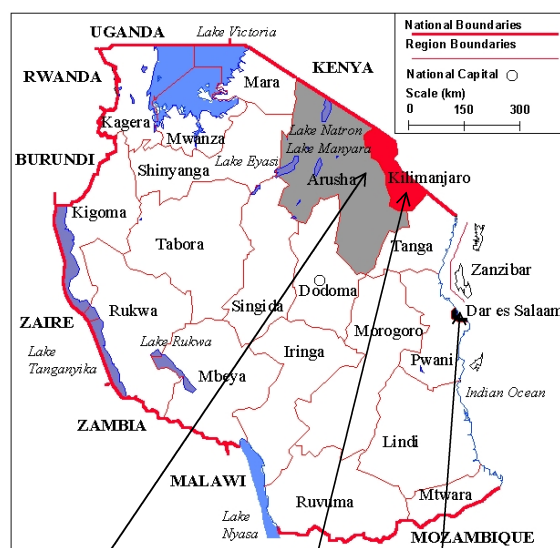 UGANDA
Lake Victoria
National Boundaries
Region Boundaries
National Capital
Scale (km)
0 150 300
RWANDA
Mara
KENYA
Kagera
Mwanza
Lake Natron
Lake Manyara
BURUNDI
Shinyanga
Lake Eyasi
Arusha
Kilimanjaro
Kigoma
Tabora
Tanga
Zanzibar
Singida
Dodoma
Rukwa
Dar es Salaam
ZAIRE
Morogoro
Lake Rukwa
Iringa
Pwani
Lake
Tanganyika
Mbeya
Indian Ocean
ZAMBIA
Lindi
MALAWI
Ruvuma
Mtwara
Lake
Nyasa
MOZAMBIQUE